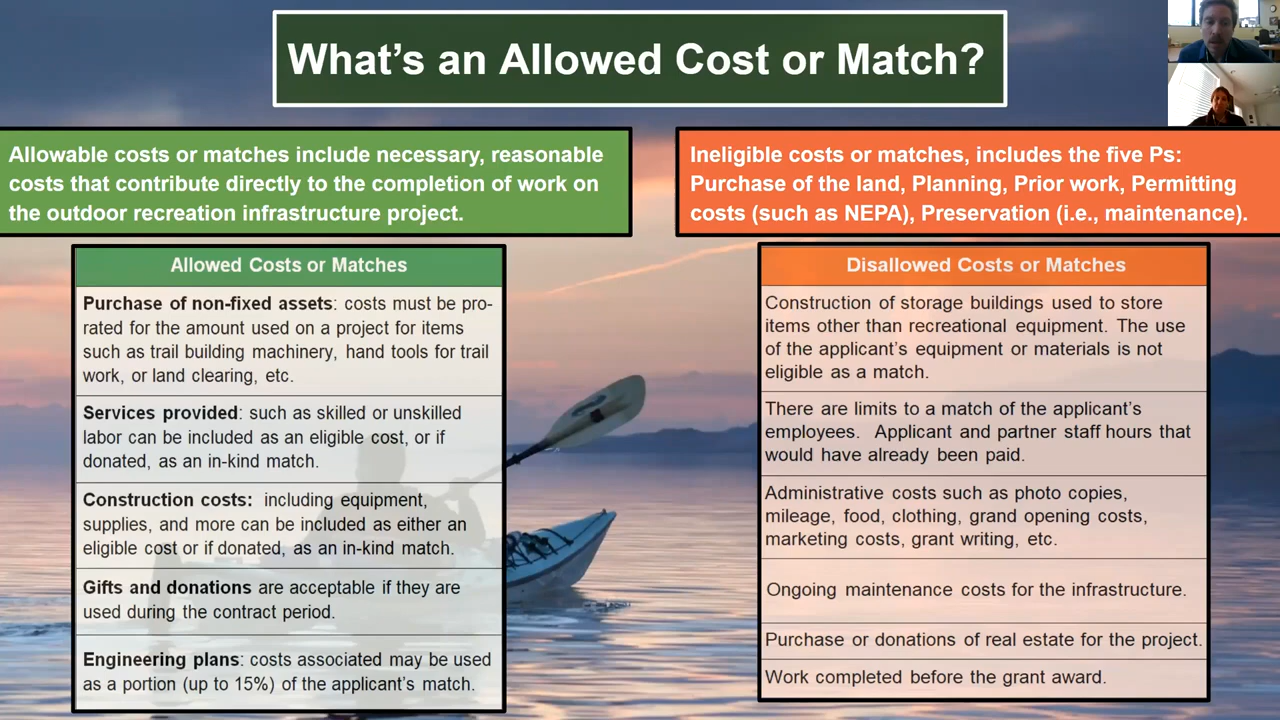 What's an Allowed Cost or Match?
Allowable costs or matches include necessary, reasonable
costs that contribute directly to the completion of work on
the outdoor recreation infrastructure project.
Allowed Costs or Matches
Purchase of non-fixed assets: costs must be pro-
rated for the amount used on a project for items
such as trail building machinery, hand tools for trail
work, or land clearing, etc.
Services provided: such as skilled or unskilled
labor can be included as an eligible cost, or if
donated, as an in-kind match.
Construction costs: including equipment,
supplies, and more can be included as either an
eligible cost or if donated, as an in-kind match.
Gifts and donations are acceptable if they are
used during the contract period.
Engineering plans: costs associated may be used
as a portion (up to 15%) of the applicant's match.
Ineligible costs or matches, includes the five Ps:
Purchase of the land, Planning, Prior work, Permitting
costs (such as NEPA), Preservation (i.e., maintenance).
Disallowed Costs or Matches
Construction of storage buildings used to store
items other than recreational equipment. The use
of the applicant's equipment or materials is not
eligible as a match.
There are limits to a match of the applicant's
employees. Applicant and partner staff hours that
would have already been paid.
Administrative costs such as photo copies,
mileage, food, clothing, grand opening costs,
marketing costs, grant writing, etc.
Ongoing maintenance costs for the infrastructure.
Purchase or donations of real estate for the project.
Work completed before the grant award.